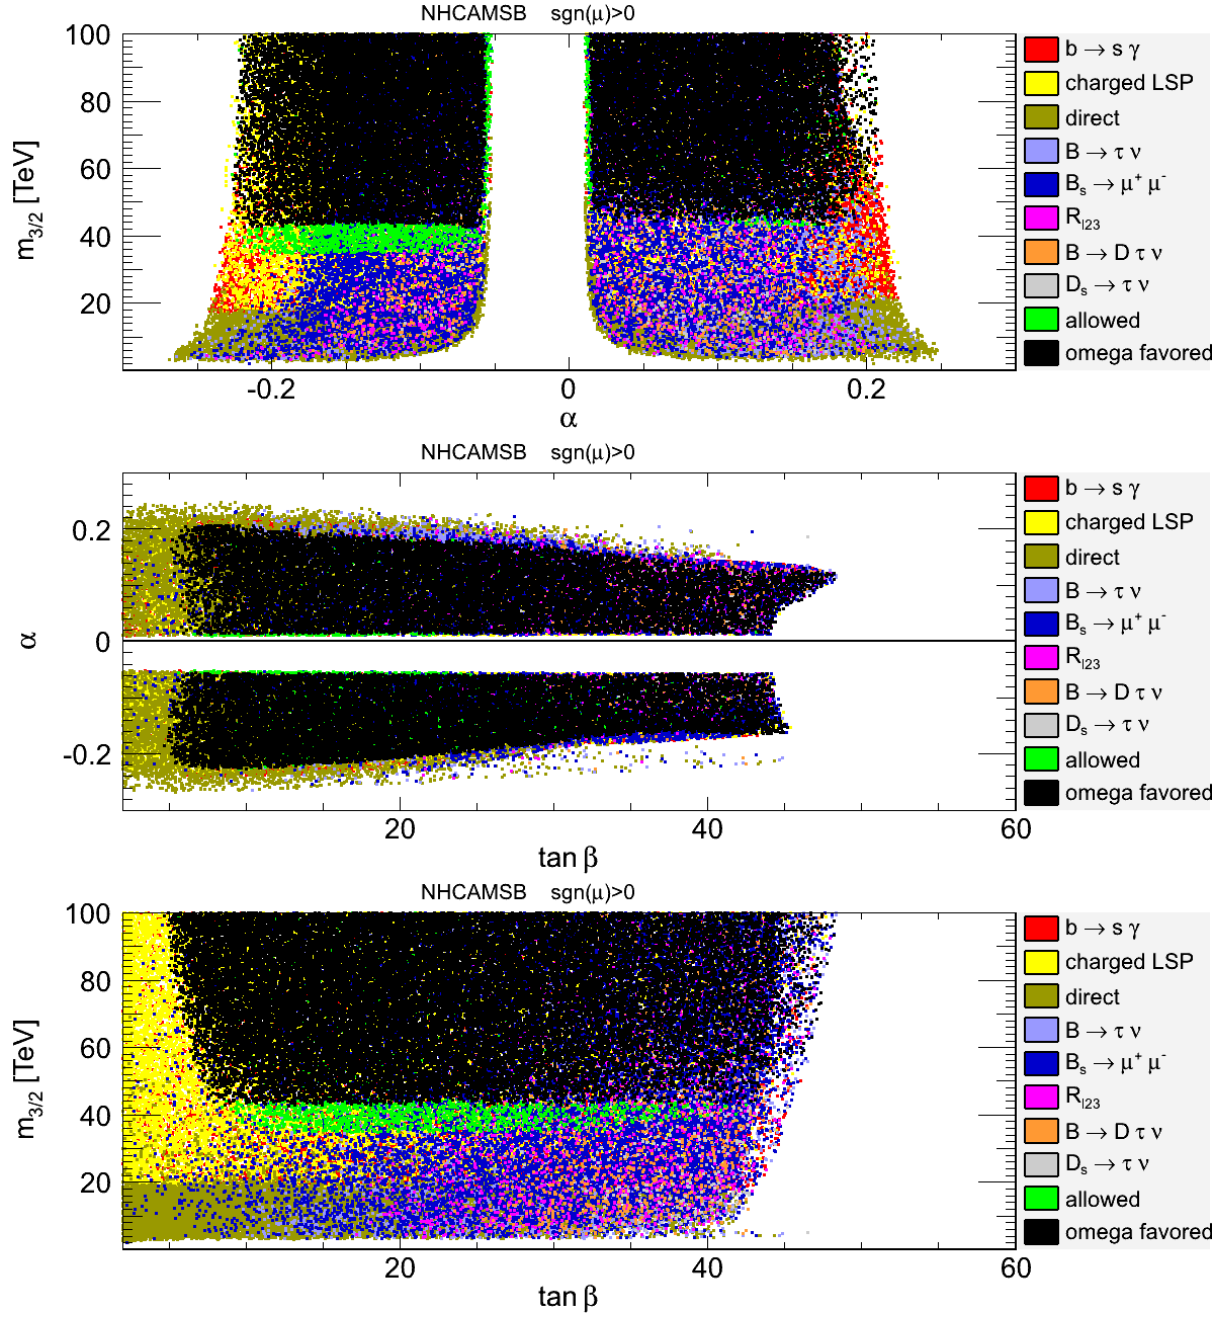 NHCAMSB sgn(μ)>0
100
80
60
40
20
m3/2 [TeV]
-0.2 0 0.2
α
b → s γ
charged LSP
direct
B → τ ν
Bs → μ+ μ-
Rl23
B → D τ ν
Ds → τ ν
allowed
omega favored
NHCAMSB sgn(μ)>0
0.2
0
-0.2
α
20 40 60
tan β
b → s γ
charged LSP
direct
B → τ ν
Bs → μ+ μ-
Rl23
B → D τ ν
Ds → τ ν
allowed
omega favored
NHCAMSB sgn(μ)>0
100
80
60
40
20
m3/2 [TeV]
20 40 60
tan β
b → s γ
charged LSP
direct
B → τ ν
Bs → μ+ μ-
Rl23
B → D τ ν
Ds → τ ν
allowed
omega favored